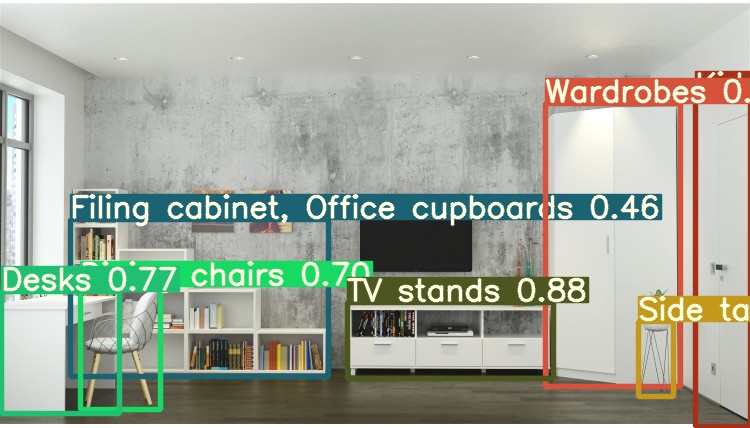 Wardrobes 0.
Filing cabinet, Office cupboards 0.46
Desks 0.77
chairs 0.70
TV stands 0.88
Side ta